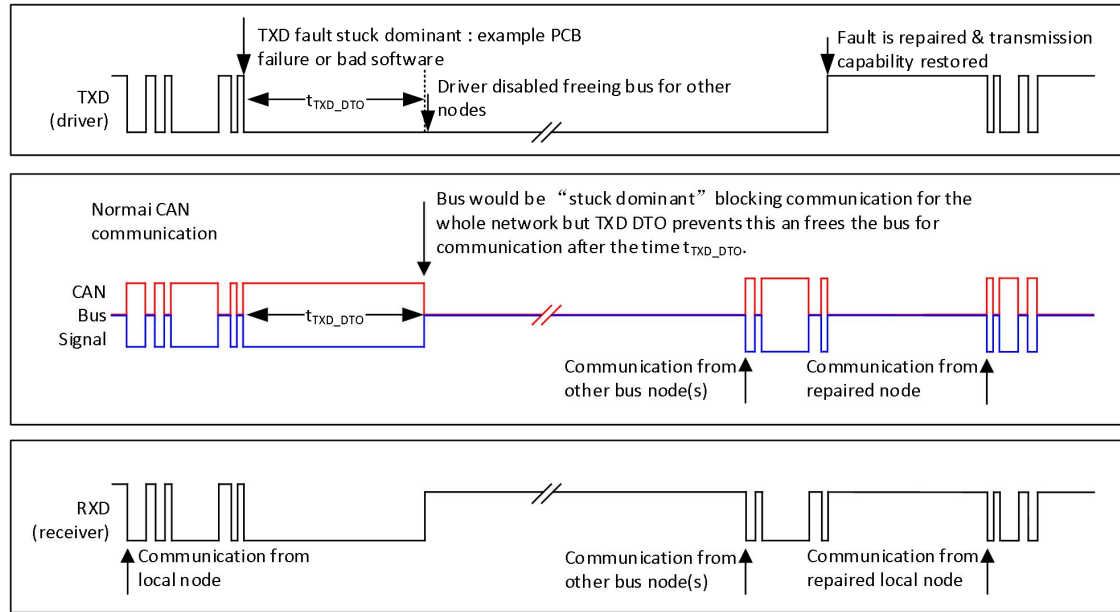 TXD fault stuck dominant : example PCB
failure or bad software
Fault is repaired & transmission
capability restored
TXD
(driver)
tTXD_DTO
Driver disabled freeing bus for other
nodes
Normai CAN
communication
Bus would be “stuck dominant” blocking communication for the
whole network but TXD DTO prevents this an frees the bus for
communication after the time tTXD_DTO.
CAN
Bus
Signal
tTXD_DTO
Communication from
other bus node(s)
Communication from
repaired node
RXD
(receiver)
Communication from
local node
Communication from
other bus node(s)
Communication from
repaired local node